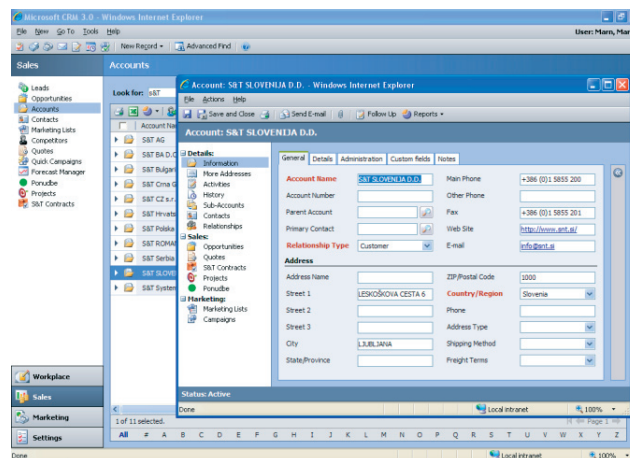 Microsoft CRM 3.0 - Windows Internet Explorer
File New Go To Tools Help
User: Marn, Mar
New Record
Advanced Find
Sales
Accounts
Leads
Opportunities
Accounts
Contacts
Marketing Lists
Competitors
Quotes
Quick Campaigns
Forecast Manager
Ponudbe
Projects
S&T Contracts
Look for: s&T
Account Na
S&T AG
S&T BA D.O
S&T Bulgari
S&T Crna G
S&T CZ s.r.
S&T Hrvats
S&T Polska
S&T ROMAN
S&T Serbia
S&T SLOVE
S&T System
Account: S&T SLOVENIJA D.D. - Windows Internet Explorer
File Actions Help
Save and Close
Send E-mail
Follow Up
Reports
Account: S&T SLOVENIJA D.D.
Details:
Information
More Addresses
Activities
History
Sub-Accounts
Contacts
Relationships
Sales:
Opportunities
Quotes
S&T Contracts
Projects
Ponudbe
Marketing:
Marketing Lists
Campaigns
General Details Administration Custom fields Notes
Account Name S&T SLOVENIJA D.D. Main Phone +386 (0)1 5855 200
Account Number Other Phone
Parent Account Fax +386 (0)1 5855 201
Primary Contact Web Site http://www.snt.si/
Relationship Type Customer E-mail info@snt.si
Address
Address Name ZIP/Postal Code 1000
Street 1 LESKOŠKOVA CESTA 6 Country/Region Slovenia
Street 2 Phone
Street 3 Address Type
City LJUBLJANA Shipping Method
State/Province Freight Terms
Status: Active
Done Local intranet 100%
Workplace
Sales
Marketing
Settings
1 of 11 selected. Page 1
All # A B C D E F G H I J K L M N O P Q R S T U V W X Y Z
Done Local intranet 100%